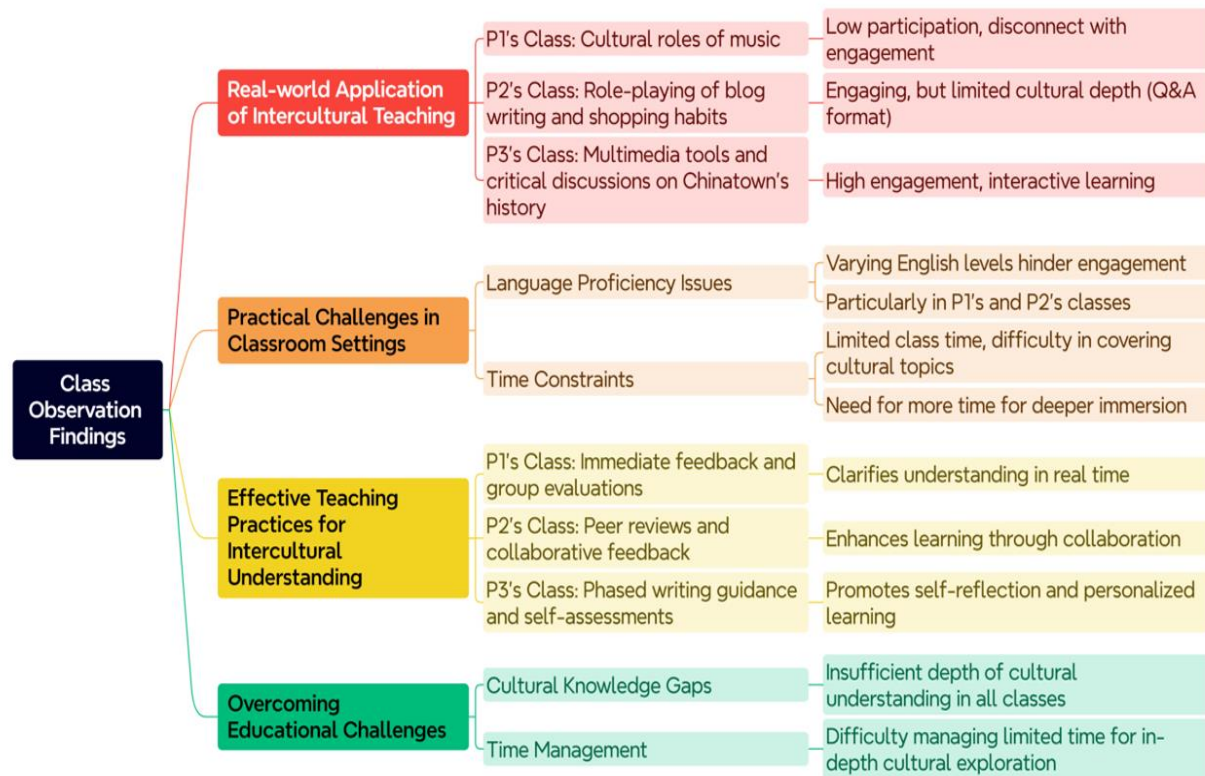 Class
Observation
Findings
Real-world Application
of Intercultural Teaching
P1's Class: Cultural roles of music
Low participation, disconnect with
engagement
P2's Class: Role-playing of blog
writing and shopping habits
Engaging, but limited cultural depth (Q&A
format)
P3's Class: Multimedia tools and
critical discussions on Chinatown's
history
High engagement, interactive learning
Practical Challenges in
Classroom Settings
Language Proficiency Issues
Varying English levels hinder engagement
Particularly in P1's and P2's classes
Time Constraints
Limited class time, difficulty in covering
cultural topics
Need for more time for deeper immersion
Effective Teaching
Practices for
Intercultural
Understanding
P1's Class: Immediate feedback and
group evaluations
Clarifies understanding in real time
P2's Class: Peer reviews and
collaborative feedback
Enhances learning through collaboration
P3's Class: Phased writing guidance
and self-assessments
Promotes self-reflection and personalized
learning
Overcoming
Educational Challenges
Cultural Knowledge Gaps
Insufficient depth of cultural
understanding in all classes
Time Management
Difficulty managing limited time for in-
depth cultural exploration